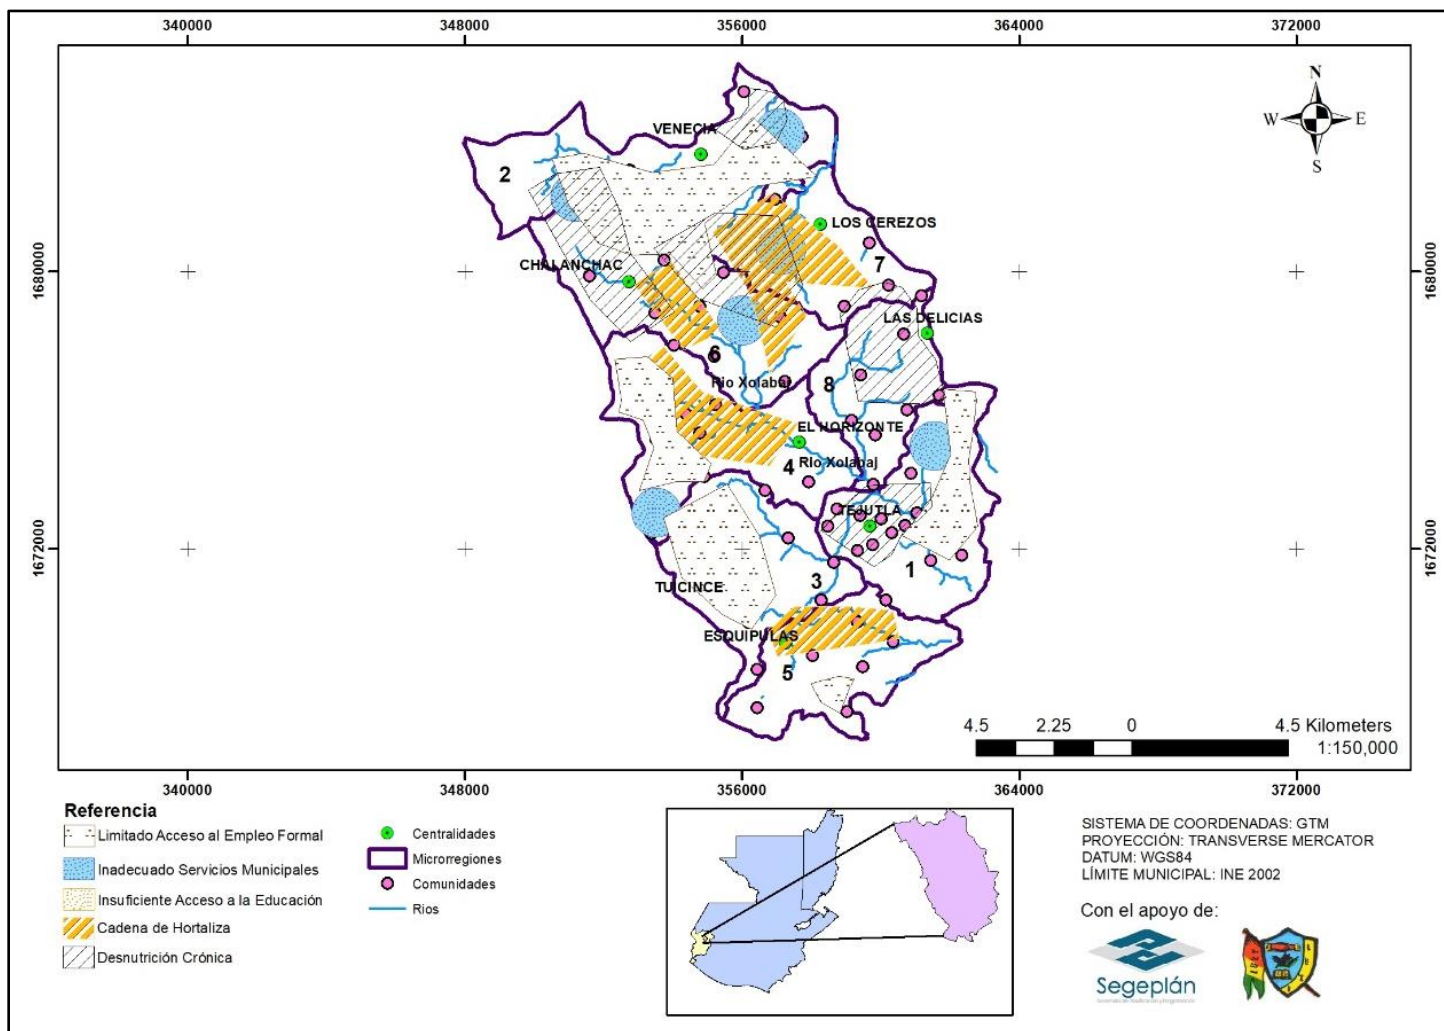 340000 348000 356000 364000 372000
N
W E
S
VENECIA
2
LOS CEREZOS
CHALANCHAC
7
1680000 1680000
LAS DELICIAS
6
Rio Xolabaj
8
EL HORIZONTE
4 Rio Xolabaj
TEJUTLA
1672000 1672000
1
TUICINCE
3
ESQUIPULAS
5
4.5 2.25 0 4.5 Kilometers
1:150,000
340000 348000 356000 364000 372000
Referencia
Limitado Acceso al Empleo Formal
Inadecuado Servicios Municipales
Insuficiente Acceso a la Educación
Cadena de Hortaliza
Desnutrición Crónica
Centralidades
Microrregiones
Comunidades
Rios
SISTEMA DE COORDENADAS: GTM
PROYECCIÓN: TRANSVERSE MERCATOR
DATUM: WGS84
LÍMITE MUNICIPAL: INE 2002
Con el apoyo de:
Segeplán